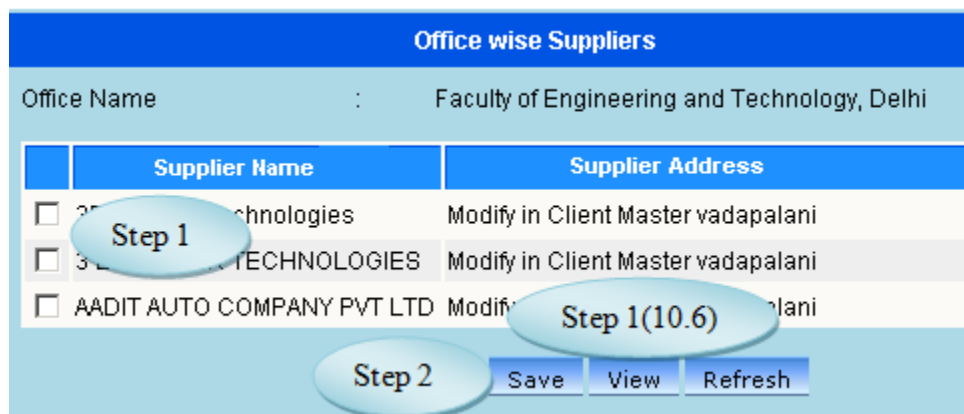 Office wise Suppliers
Office Name : Faculty of Engineering and Technology, Delhi
Supplier Name Supplier Address
chnologies Modify in Client Master vadapalani
Step 1
3 TECHNOLOGIES Modify in Client Master vadapalani
AADIT AUTO COMPANY PVT LTD Modify lani
Step 1(10.6)
Step 2 Save View Refresh